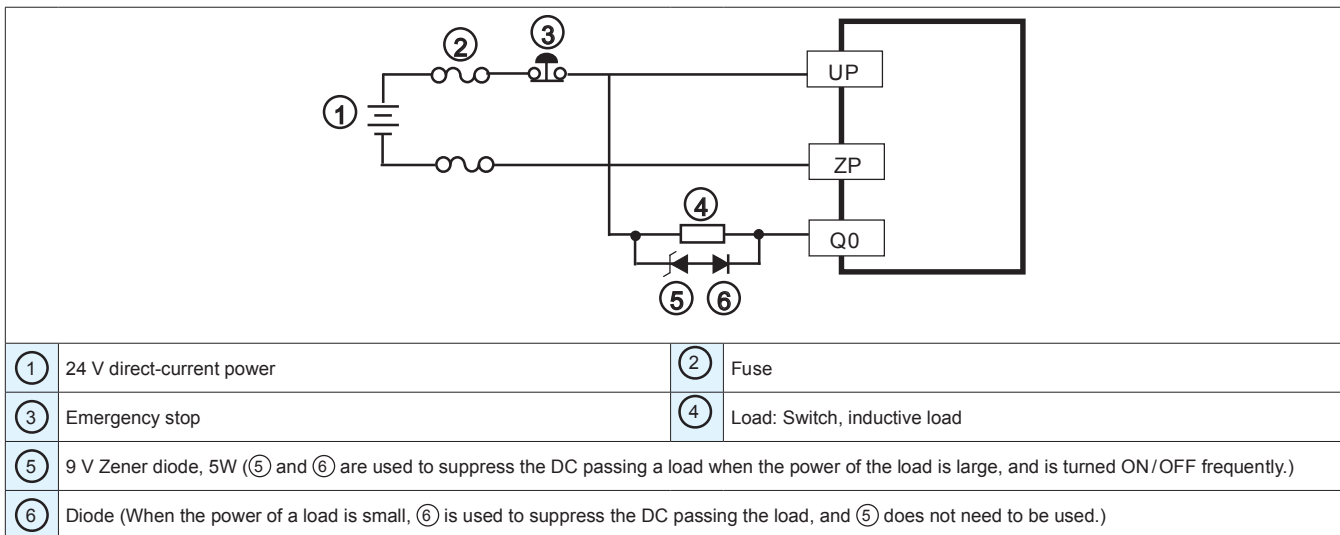 ③
②
UP
①
ZP
④
Q0
⑤ ⑥
① 24 V direct-current power ② Fuse
③ Emergency stop ④ Load: Switch, inductive load
⑤ 9 V Zener diode, 5W (⑤ and ⑥ are used to suppress the DC passing a load when the power of the load is large, and is turned ON/OFF frequently.)
⑥ Diode (When the power of a load is small, ⑥ is used to suppress the DC passing the load, and ⑤ does not need to be used.)